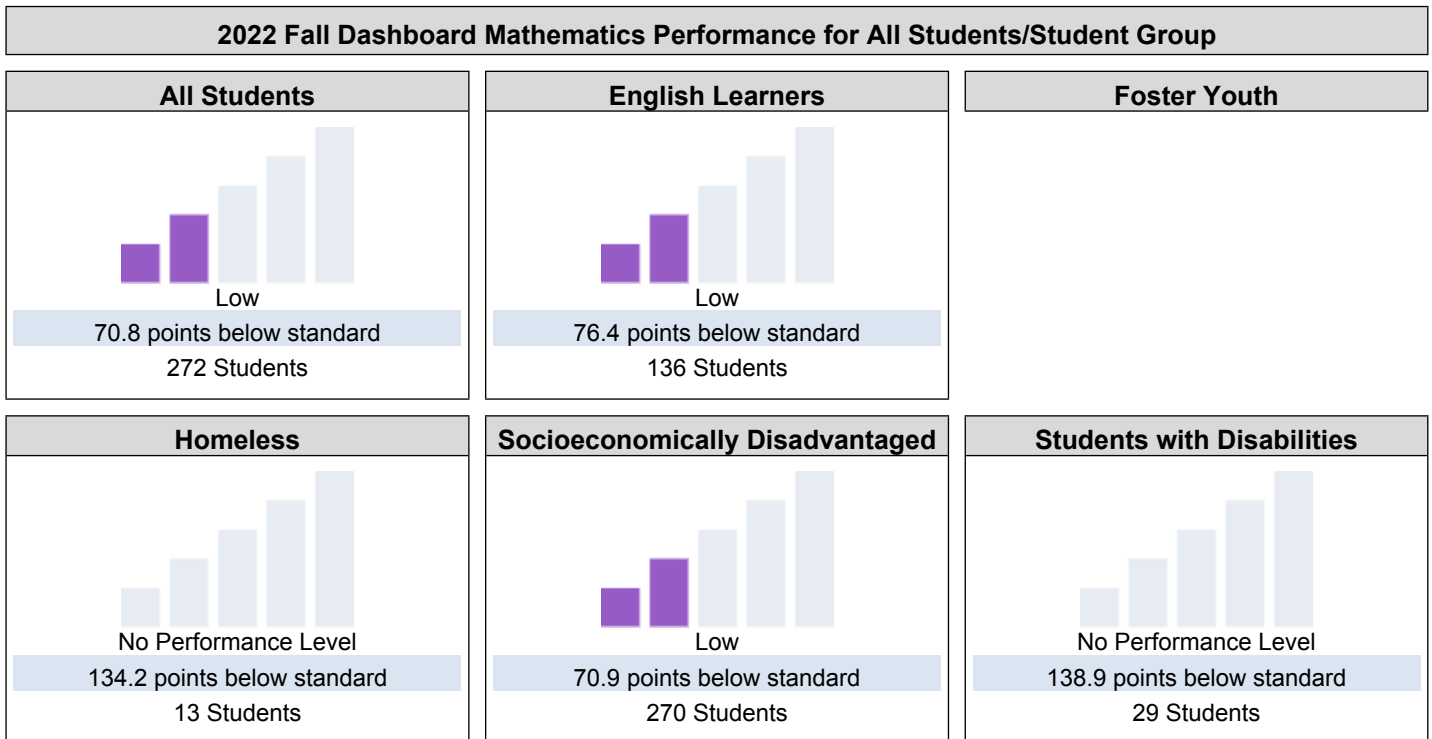 2022 Fall Dashboard Mathematics Performance for All Students/Student Group
All Students
Low
70.8 points below standard
272 Students
English Learners
Low
76.4 points below standard
136 Students
Foster Youth
Homeless
No Performance Level
134.2 points below standard
13 Students
Socioeconomically Disadvantaged
Low
70.9 points below standard
270 Students
Students with Disabilities
No Performance Level
138.9 points below standard
29 Students